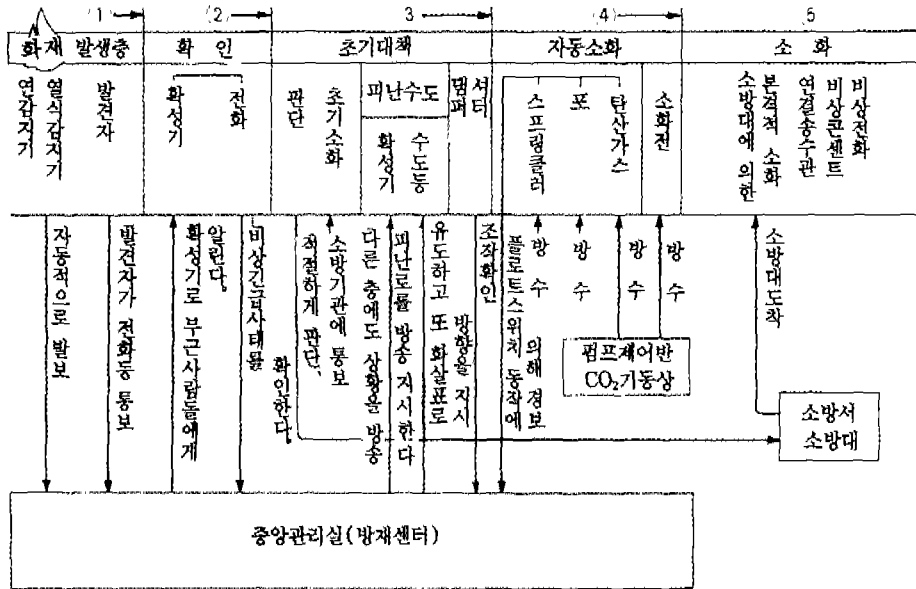 (1) (2) 3 (4) 5
화재 발생층
확 인
초기대책
자동소화
소 화
연감지기
열식감지기
발견자
확성기
전화
판단
초기소화
피난수도
확성기
수도등
댐퍼
셔터
스프링클러
포
탄산가스
소화전
소방대에 의한
본격적 소화
연결송수관
비상콘센트
비상전화
자동적으로 발보
발견자가 전화등 통보
확성기로 부근사람들에게
알린다.
비상긴급사태를
확인한다.
적절하게 판단,
소방기관에 통보
다른 층에도 상황을 방송
피난로를 방송 지시한다
유도하고 또 화살표로
방향을 지시
조작확인
플로트스위치 동작에
의해 경보
방수
방수
방수
방수
펌프제어반
CO₂기동상
소방대도착
소방서
소방대
중앙관리실(방재센터)